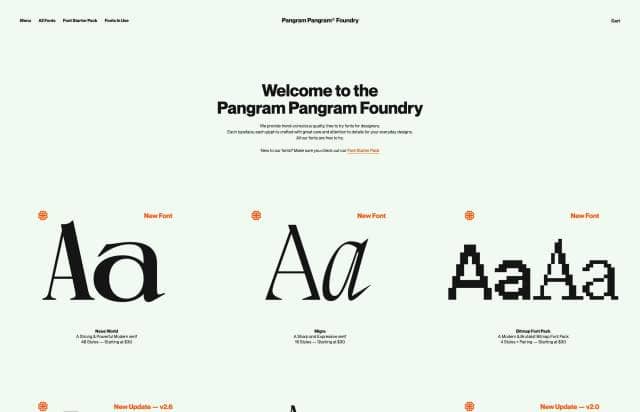 Menu All Fonts Font Starter Pack Fonts In Use
Pangram Pangram® Foundry
Cart
Welcome to the
Pangram Pangram Foundry
We provide trend-conscious quality, free to try fonts for designers.
Each typeface, each glyph is crafted with great care and attention to details for your everyday designs.
All our fonts are free to try.
New to our fonts? Make sure you check out our Font Starter Pack
New Font
New Font
New Font
Aa
Aa
AaAa
Neue World
A Strong & Powerful Modern serif
48 Styles — Starting at $30
Migra
A Sharp and Expressive serif
16 Styles — Starting at $30
Bitmap Font Pack
A Modern & Brutalist Bitmap Font Pack
4 Styles + Pairing — Starting at $30
New Update — v2.6
New Update — v2.0